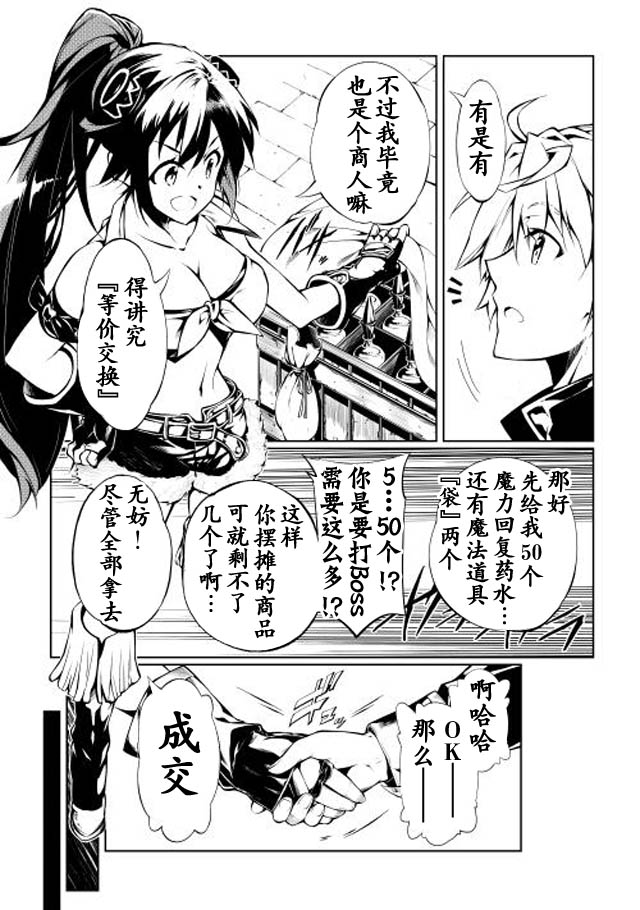 有是有
不过我毕竟
也是个商人嘛
得讲究
『等价交换』
那好
先给我50个
魔力回复药水…
还有魔法道具
『袋』两个
5…50个!?
你是要打Boss
需要这么多!?
这样
你摆摊的商品
可就剩不了
几个了啊…
无妨！
尽管全部拿去
啊哈哈
OK——
那么——
成交